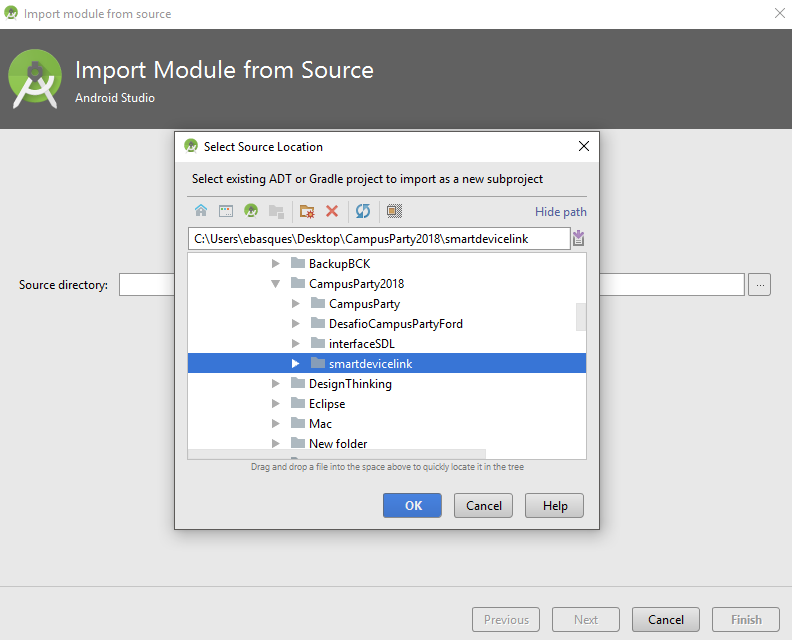 Import module from source
Import Module from Source
Android Studio
Select Source Location
Select existing ADT or Gradle project to import as a new subproject
Hide path
C:\Users\ebasques\Desktop\CampusParty2018\smartdevicelink
BackupBCK
CampusParty2018
CampusParty
DesafioCampusPartyFord
interfaceSDL
smartdevicelink
DesignThinking
Eclipse
Mac
New folder
Drag and drop a file into the space above to quickly locate it in the tree
OK Cancel Help
Source directory: ...
Previous Next Cancel Finish